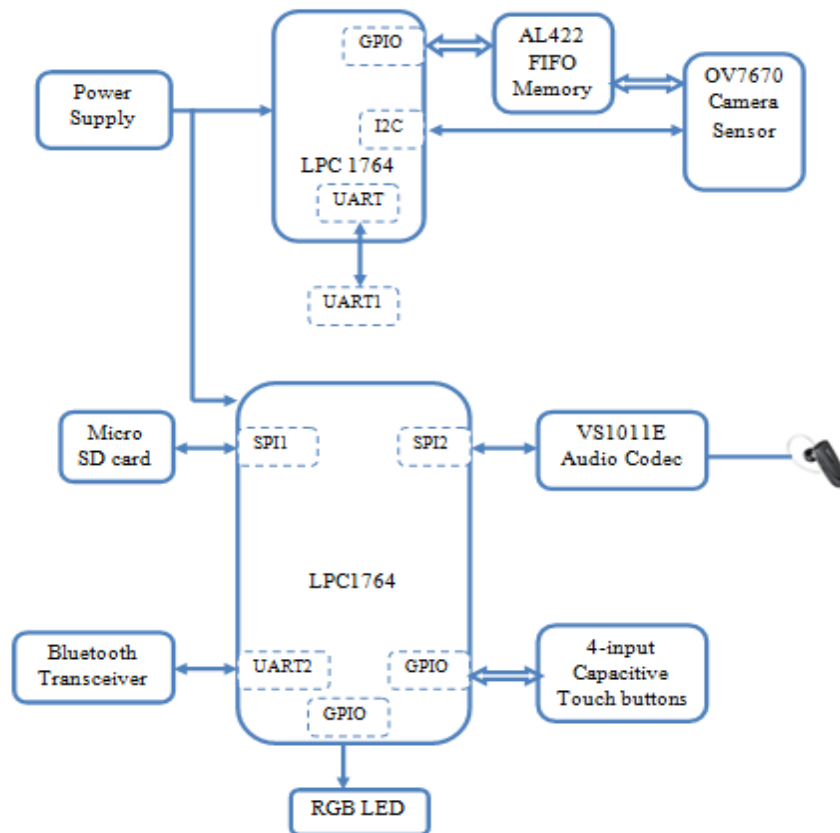 GPIO
AL422
FIFO
Memory
OV7670
Camera
Sensor
Power
Supply
I2C
LPC 1764
UART
UART1
Micro
SD card
SPI1
SPI2
VS1011E
Audio Codec
LPC1764
Bluetooth
Transceiver
UART2
GPIO
4-input
Capacitive
Touch buttons
GPIO
RGB LED